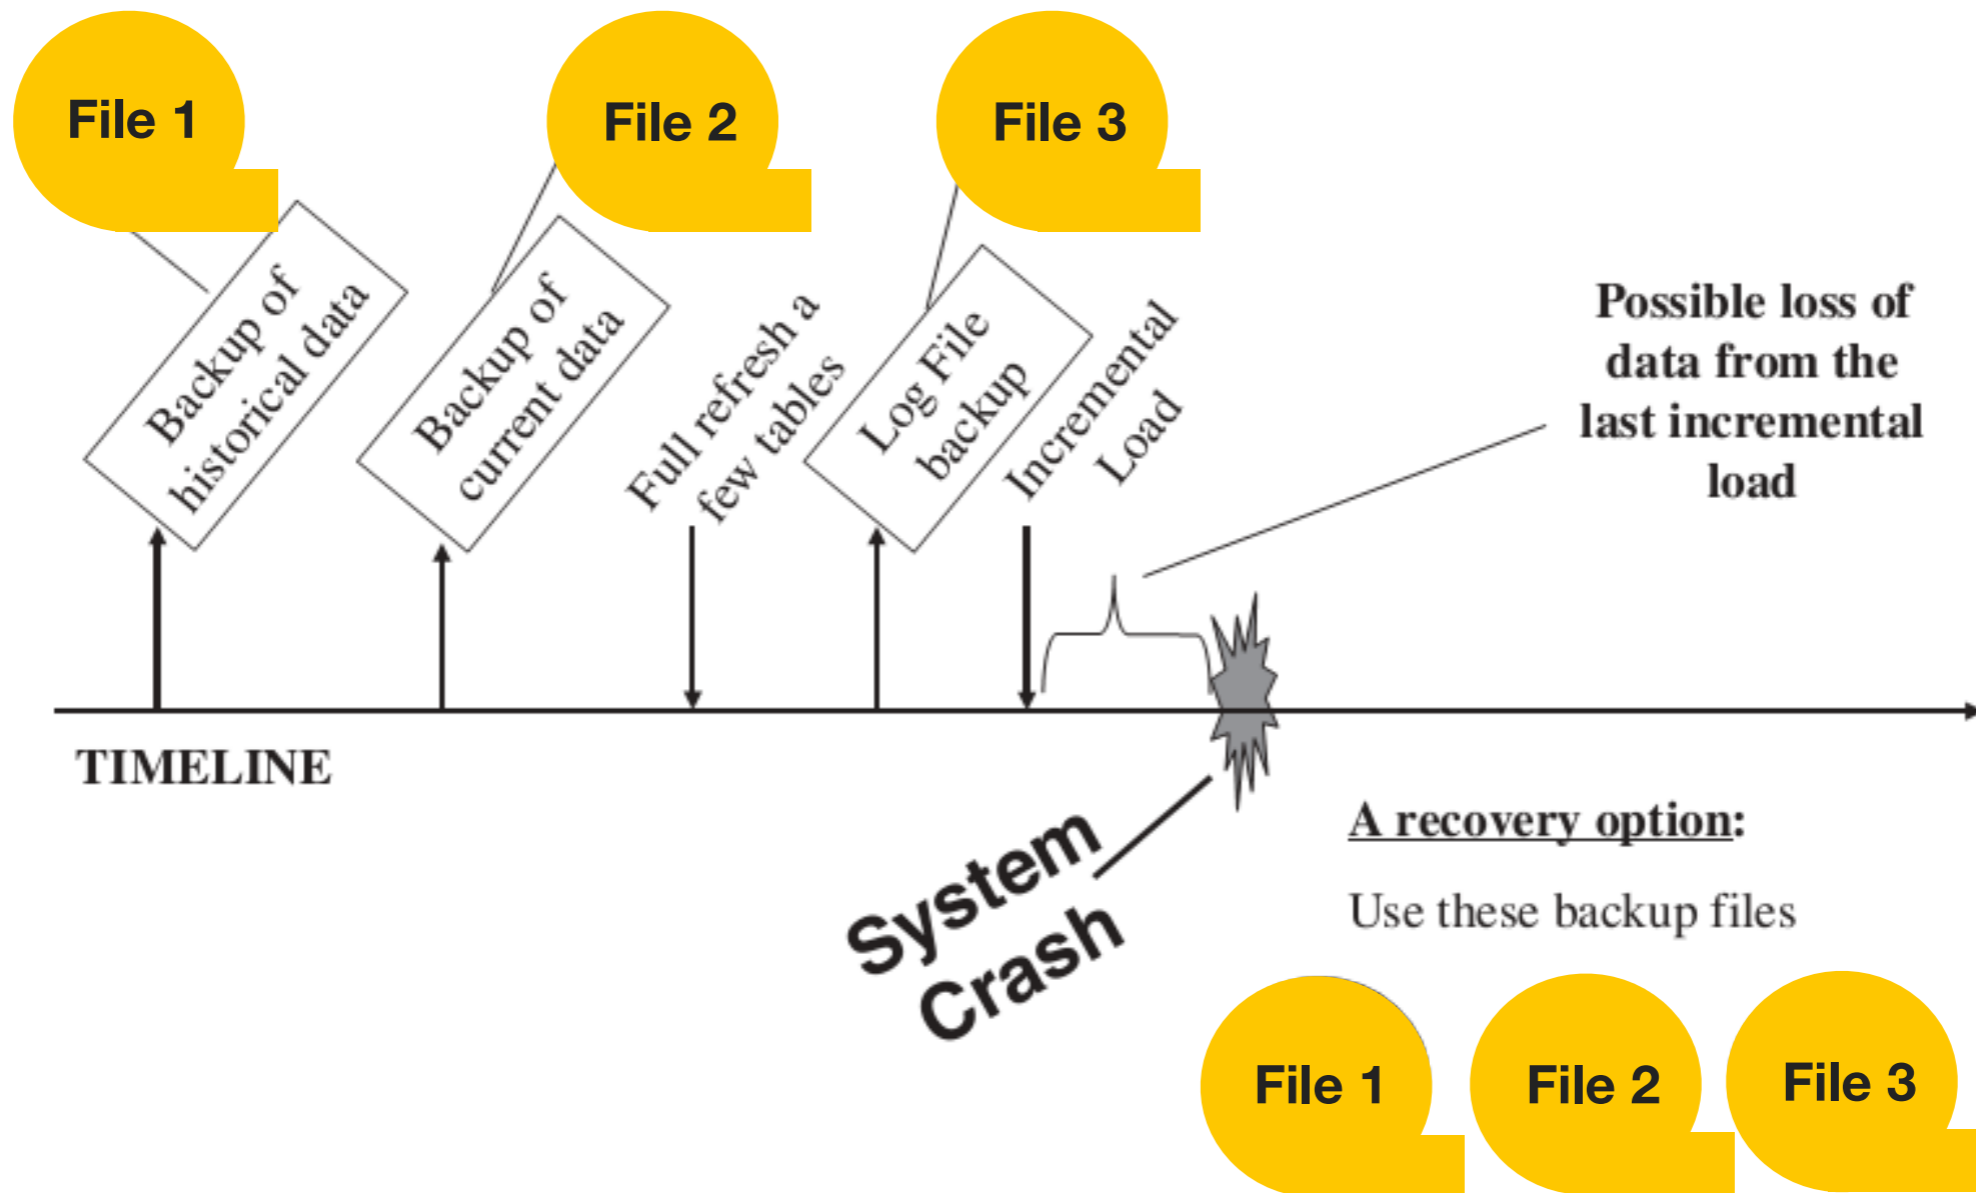 File 1
File 2
File 3
Backup of
historical data
Backup of
current data
Full refresh a
few tables
Log File
backup
Incremental
Load
Possible loss of
data from the
last incremental
load
TIMELINE
System
Crash
A recovery option:
Use these backup files
File 1
File 2
File 3